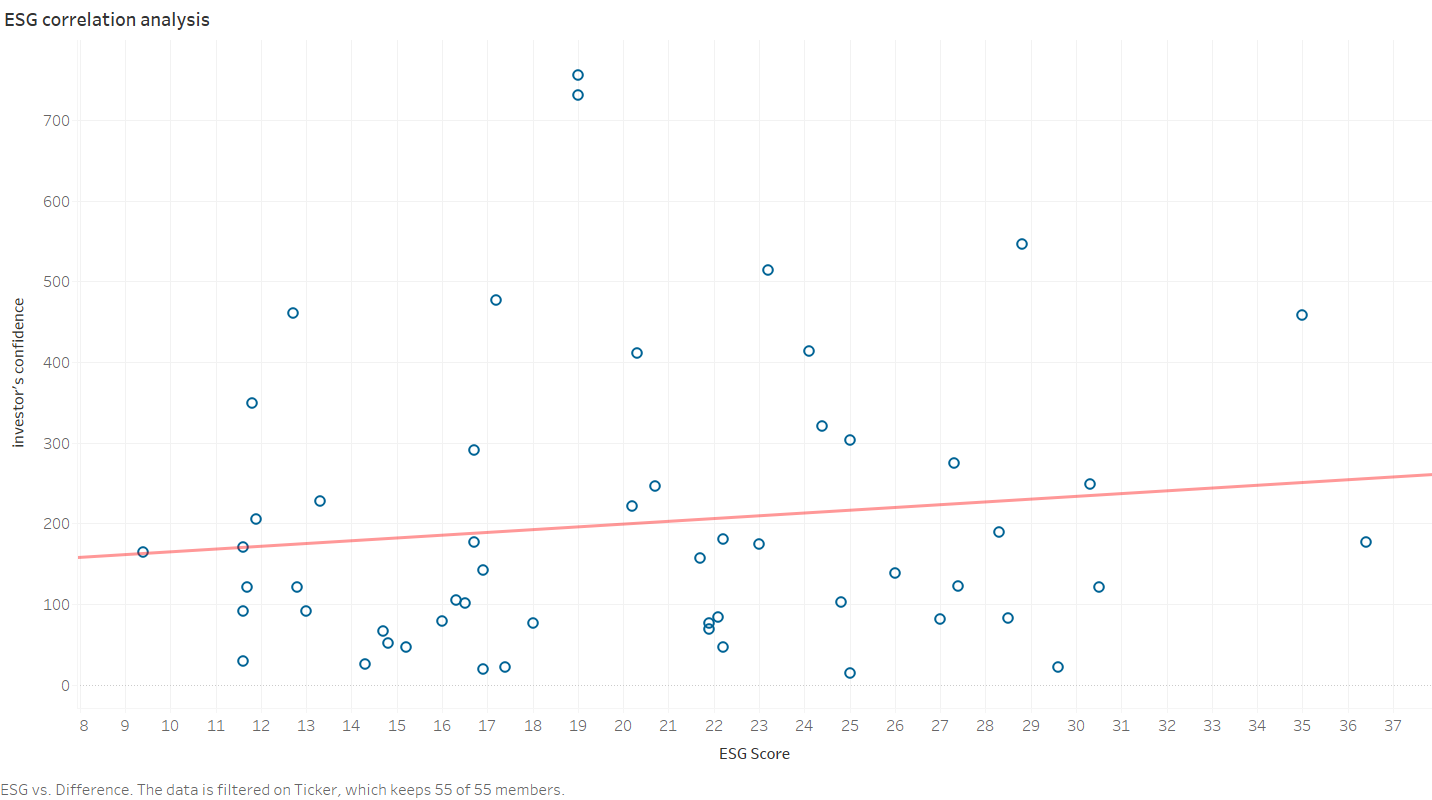 ESG correlation analysis
investor's confidence
700
600
500
400
300
200
100
0
8 9 10 11 12 13 14 15 16 17 18 19 20 21 22 23 24 25 26 27 28 29 30 31 32 33 34 35 36 37
ESG Score
ESG vs. Difference. The data is filtered on Ticker, which keeps 55 of 55 members.